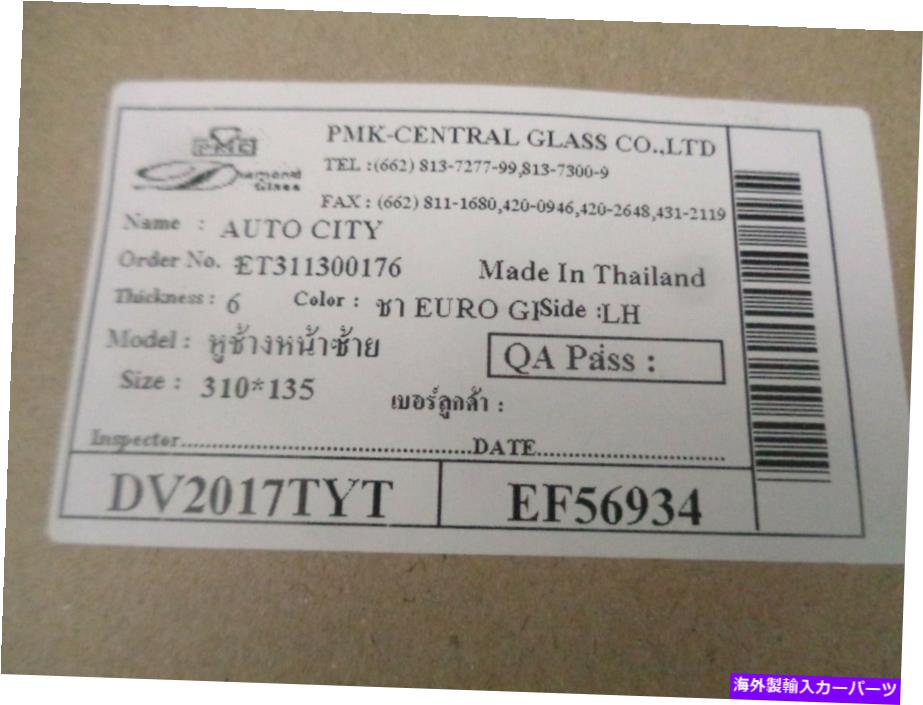 PMC
Diamond
Glass
PMK-CENTRAL GLASS CO.,LTD
TEL :(662) 813-7277-99,813-7300-9
FAX : (662) 811-1680,420-0946,420-2648,431-2119
Name : AUTO CITY
Order No. ET311300176 Made In Thailand
Thickness : 6 Color : ชา EURO GI Side :LH
Model : หูช้างหน้าซ้าย QA Pass :
Size : 310*135 เบอร์ลูกค้า :
Inspector.......................................................DATE...................................
DV2017TYT EF56934
海外製輸入カーパーツ